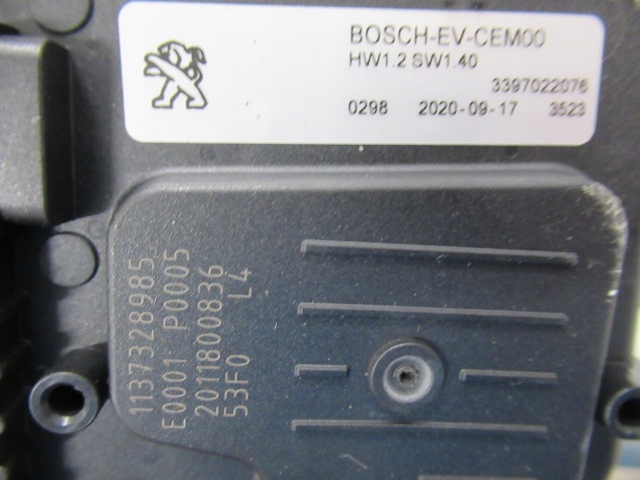 BOSCH-EV-CEM00
HW1.2 SW1.40
3397022076
0298 2020-09-17 3523
1137328985
E0001 P0005
2011800836
53F0 L4